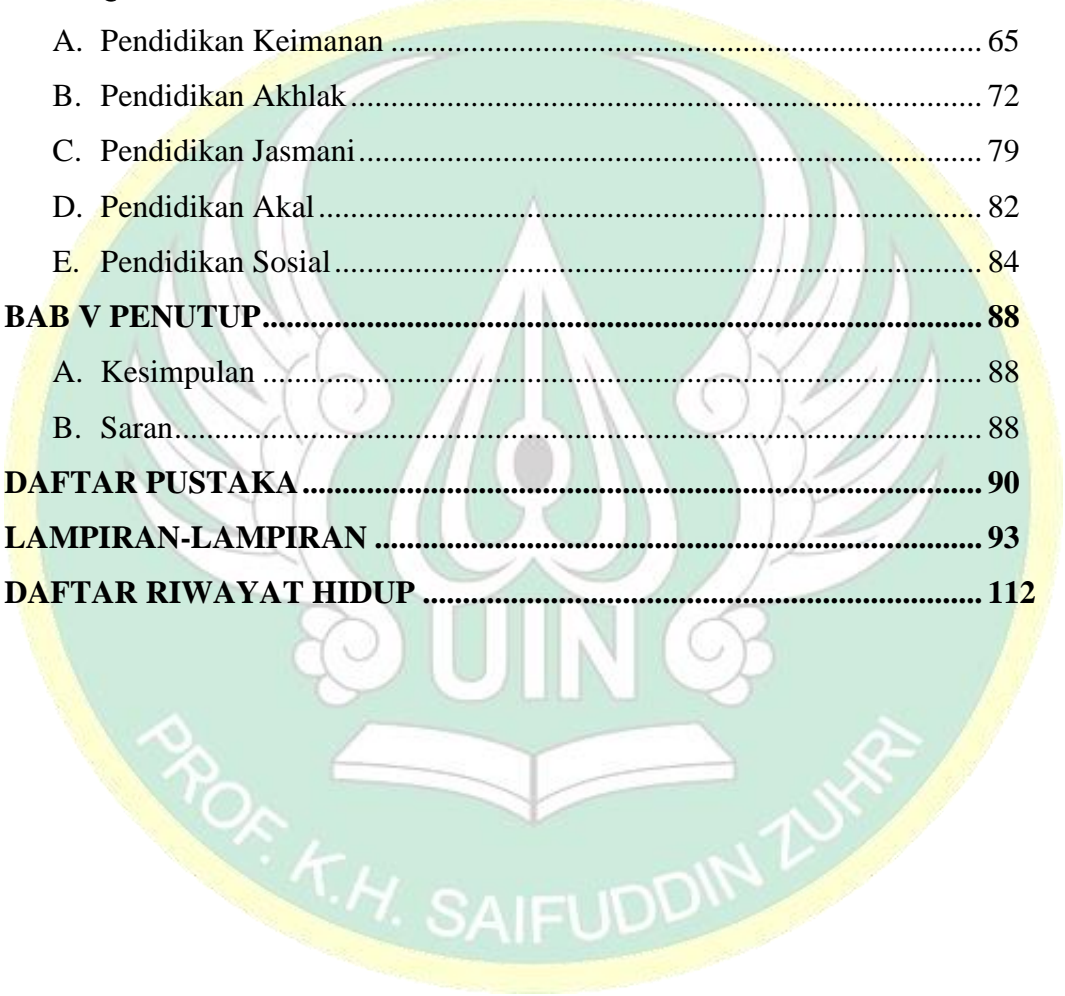 A. Pendidikan Keimanan ........................................................................ 65
B. Pendidikan Akhlak ............................................................................. 72
C. Pendidikan Jasmani ............................................................................ 79
D. Pendidikan Akal ................................................................................. 82
E. Pendidikan Sosial ............................................................................... 84
BAB V PENUTUP ....................................................................................... 88
A. Kesimpulan ........................................................................................ 88
B. Saran ................................................................................................... 88
DAFTAR PUSTAKA .................................................................................. 90
LAMPIRAN-LAMPIRAN ......................................................................... 93
DAFTAR RIWAYAT HIDUP ................................................................... 112
UIN
PROF. K.H. SAIFUDDIN ZUHRI